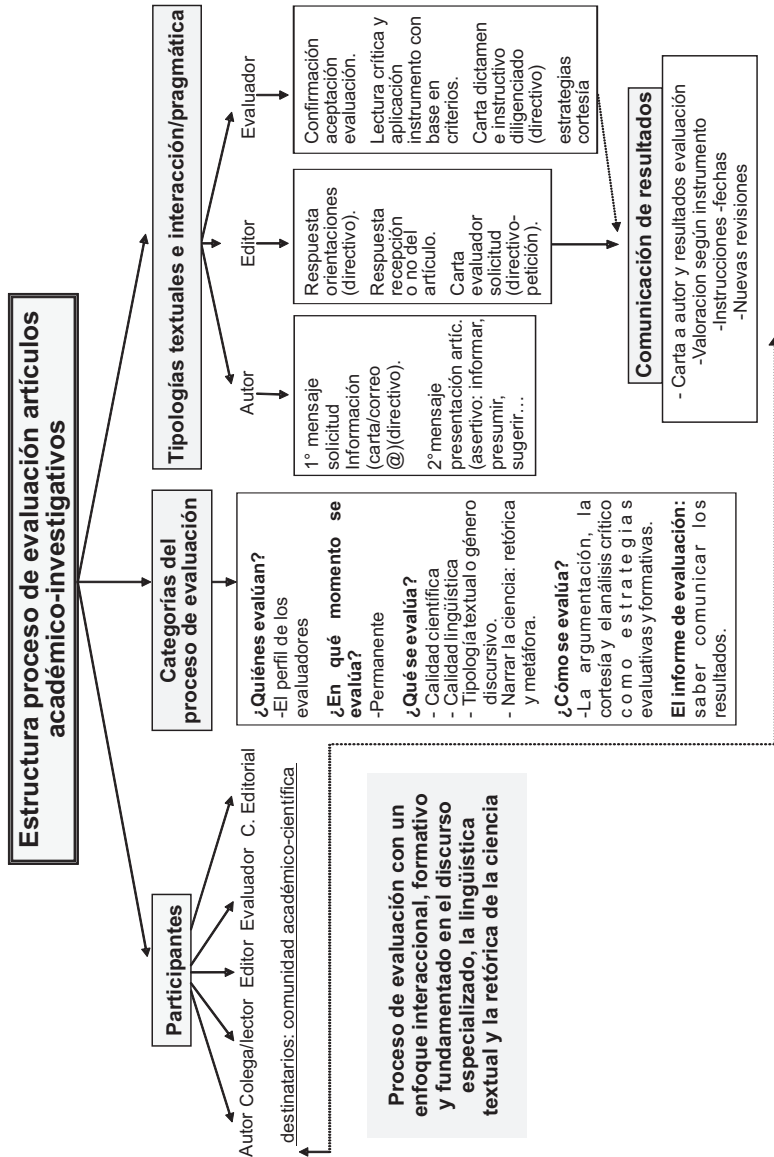 Estructura proceso de evaluación artículos
académico-investigativos
Participantes
Autor Colega/lector Editor Evaluador C. Editorial
destinatarios: comunidad académico-científica
Proceso de evaluación con un
enfoque interaccional, formativo
y fundamentado en el discurso
especializado, la lingüística
textual y la retórica de la ciencia
Categorías del
proceso de evaluación
¿Quiénes evalúan?
-El perfil de los
evaluadores
¿En qué momento se
evalúa?
-Permanente
¿Qué se evalúa?
- Calidad científica
- Calidad lingüística
- Tipología textual o género
discursivo.
- Narrar la ciencia: retórica
y metáfora.
¿Cómo se evalúa?
-La argumentación, la
cortesía y el análisis crítico
como estrategias
evaluativas y formativas.
El informe de evaluación:
saber comunicar los
resultados.
Tipologías textuales e interacción/pragmática
Autor
1° mensaje
solicitud
Información
(carta/correo
@)(directivo).
2° mensaje
presentación artíc.
(asertivo: informar,
presumir,
sugerir…
Editor
Respuesta
orientaciones
(directivo).
Respuesta
recepción
o no del
artículo.
Carta
evaluador
solicitud
(directivo-
petición).
Evaluador
Confirmación
aceptación
evaluación.
Lectura crítica y
aplicación
instrumento con
base en
criterios.
Carta dictamen
e instructivo
diligenciado
(directivo)
estrategias
cortesía
Comunicación de resultados
- Carta a autor y resultados evaluación
-Valoracion según instrumento
-Instrucciones -fechas
-Nuevas revisiones